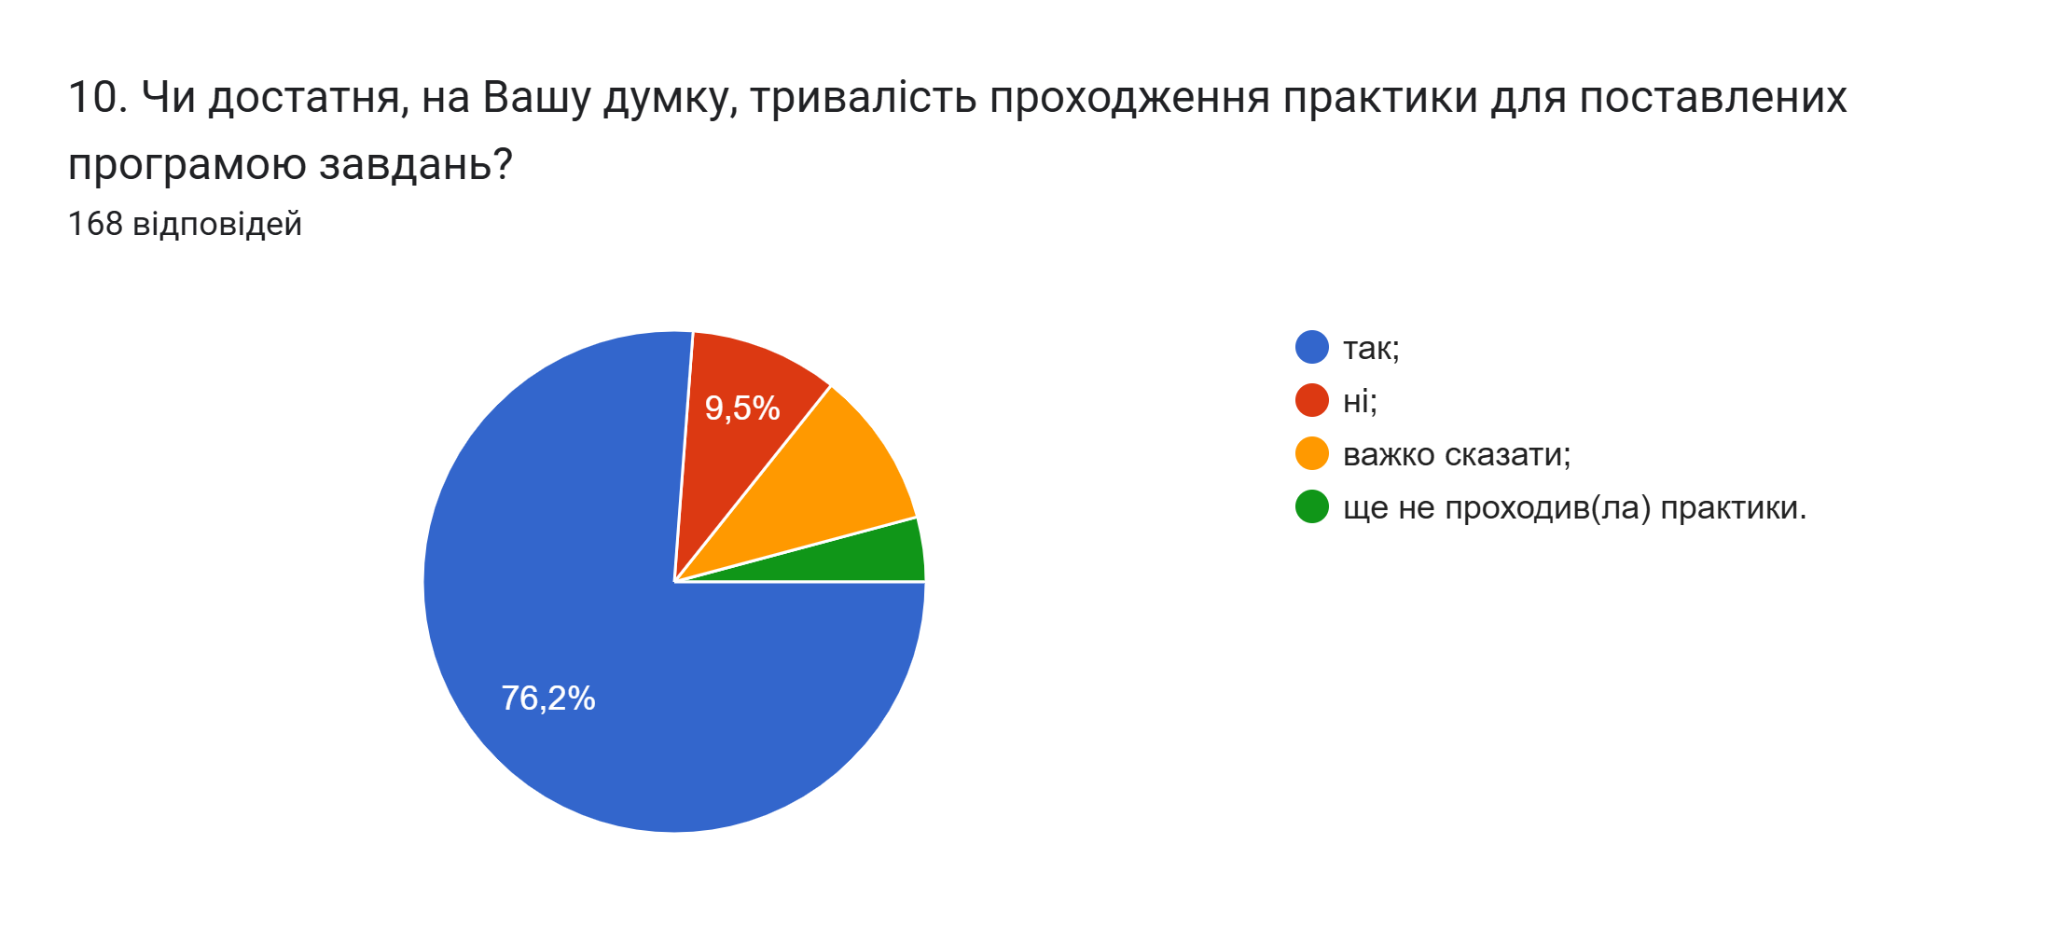 10. Чи достатня, на Вашу думку, тривалість проходження практики для поставлених
програмою завдань?
168 відповідей
так;
ні;
важко сказати;
ще не проходив(ла) практики.
9,5%
76,2%